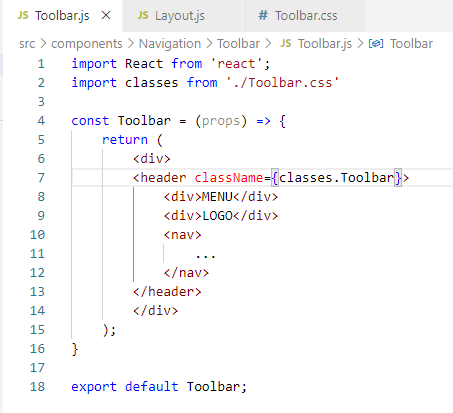 JS Toolbar.js × JS Layout.js # Toolbar.css
src > components > Navigation > Toolbar > JS Toolbar.js > Toolbar
1 import React from 'react';
2 import classes from './Toolbar.css'
3
4 const Toolbar = (props) => {
5     return (
6         <div>
7         <header className={classes.Toolbar}>
8             <div>MENU</div>
9             <div>LOGO</div>
10             <nav>
11                 ...
12             </nav>
13         </header>
14         </div>
15     );
16 }
17
18 export default Toolbar;